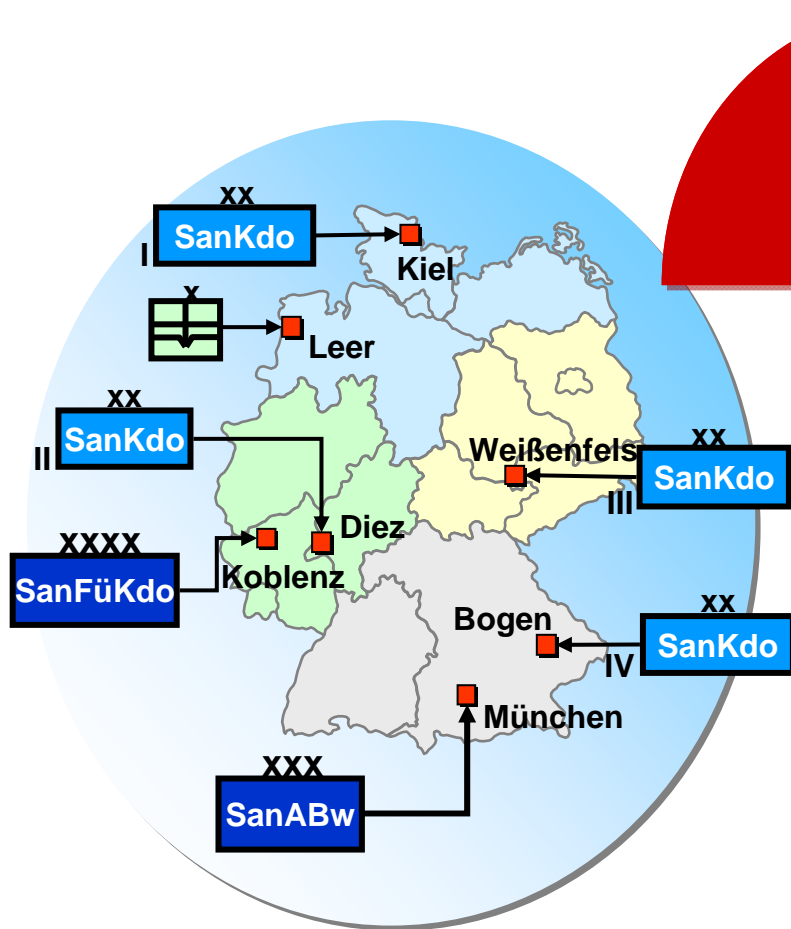 xx
SanKdo
I
Kiel
x
Leer
xx
SanKdo
II
Weißenfels
xx
SanKdo
III
Diez
xxxx
SanFüKdo
Koblenz
Bogen
xx
SanKdo
IV
München
xxx
SanABw